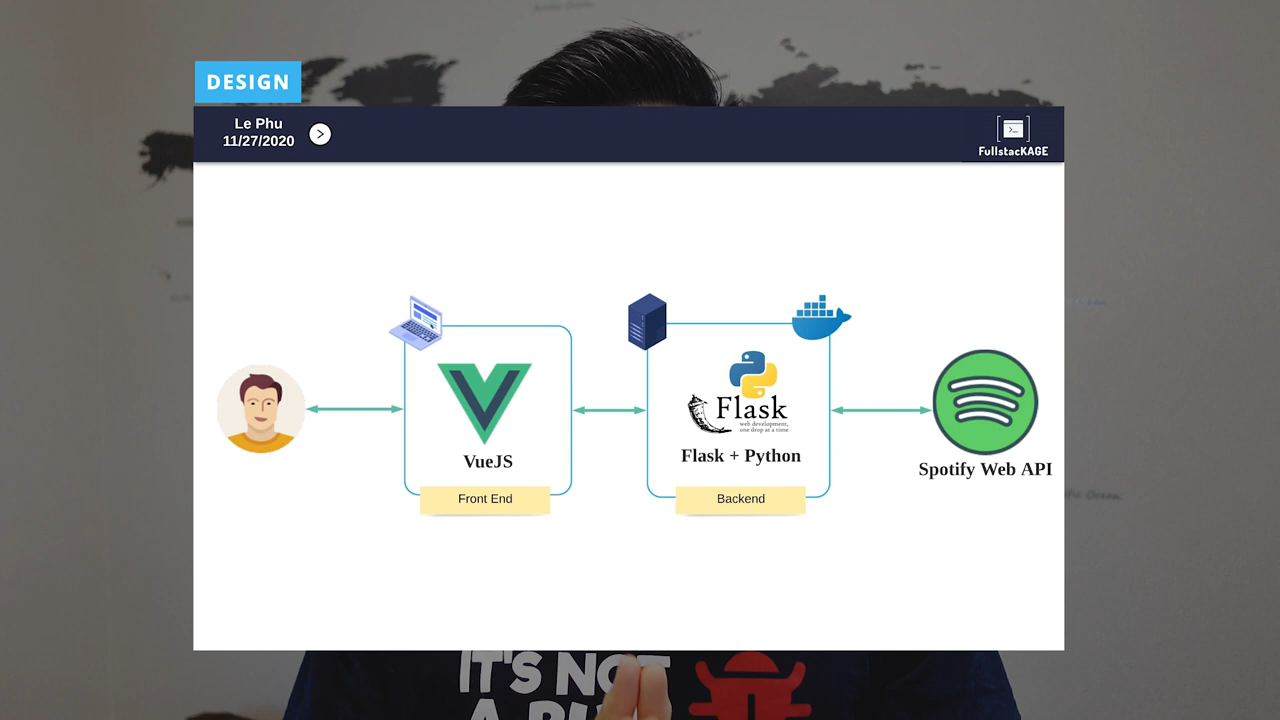 DESIGN
Le Phu
11/27/2020
FullstacKAGE
Flask
web development,
one drop at a time
VueJS
Flask + Python
Spotify Web API
Front End
Backend
IT'S NOT